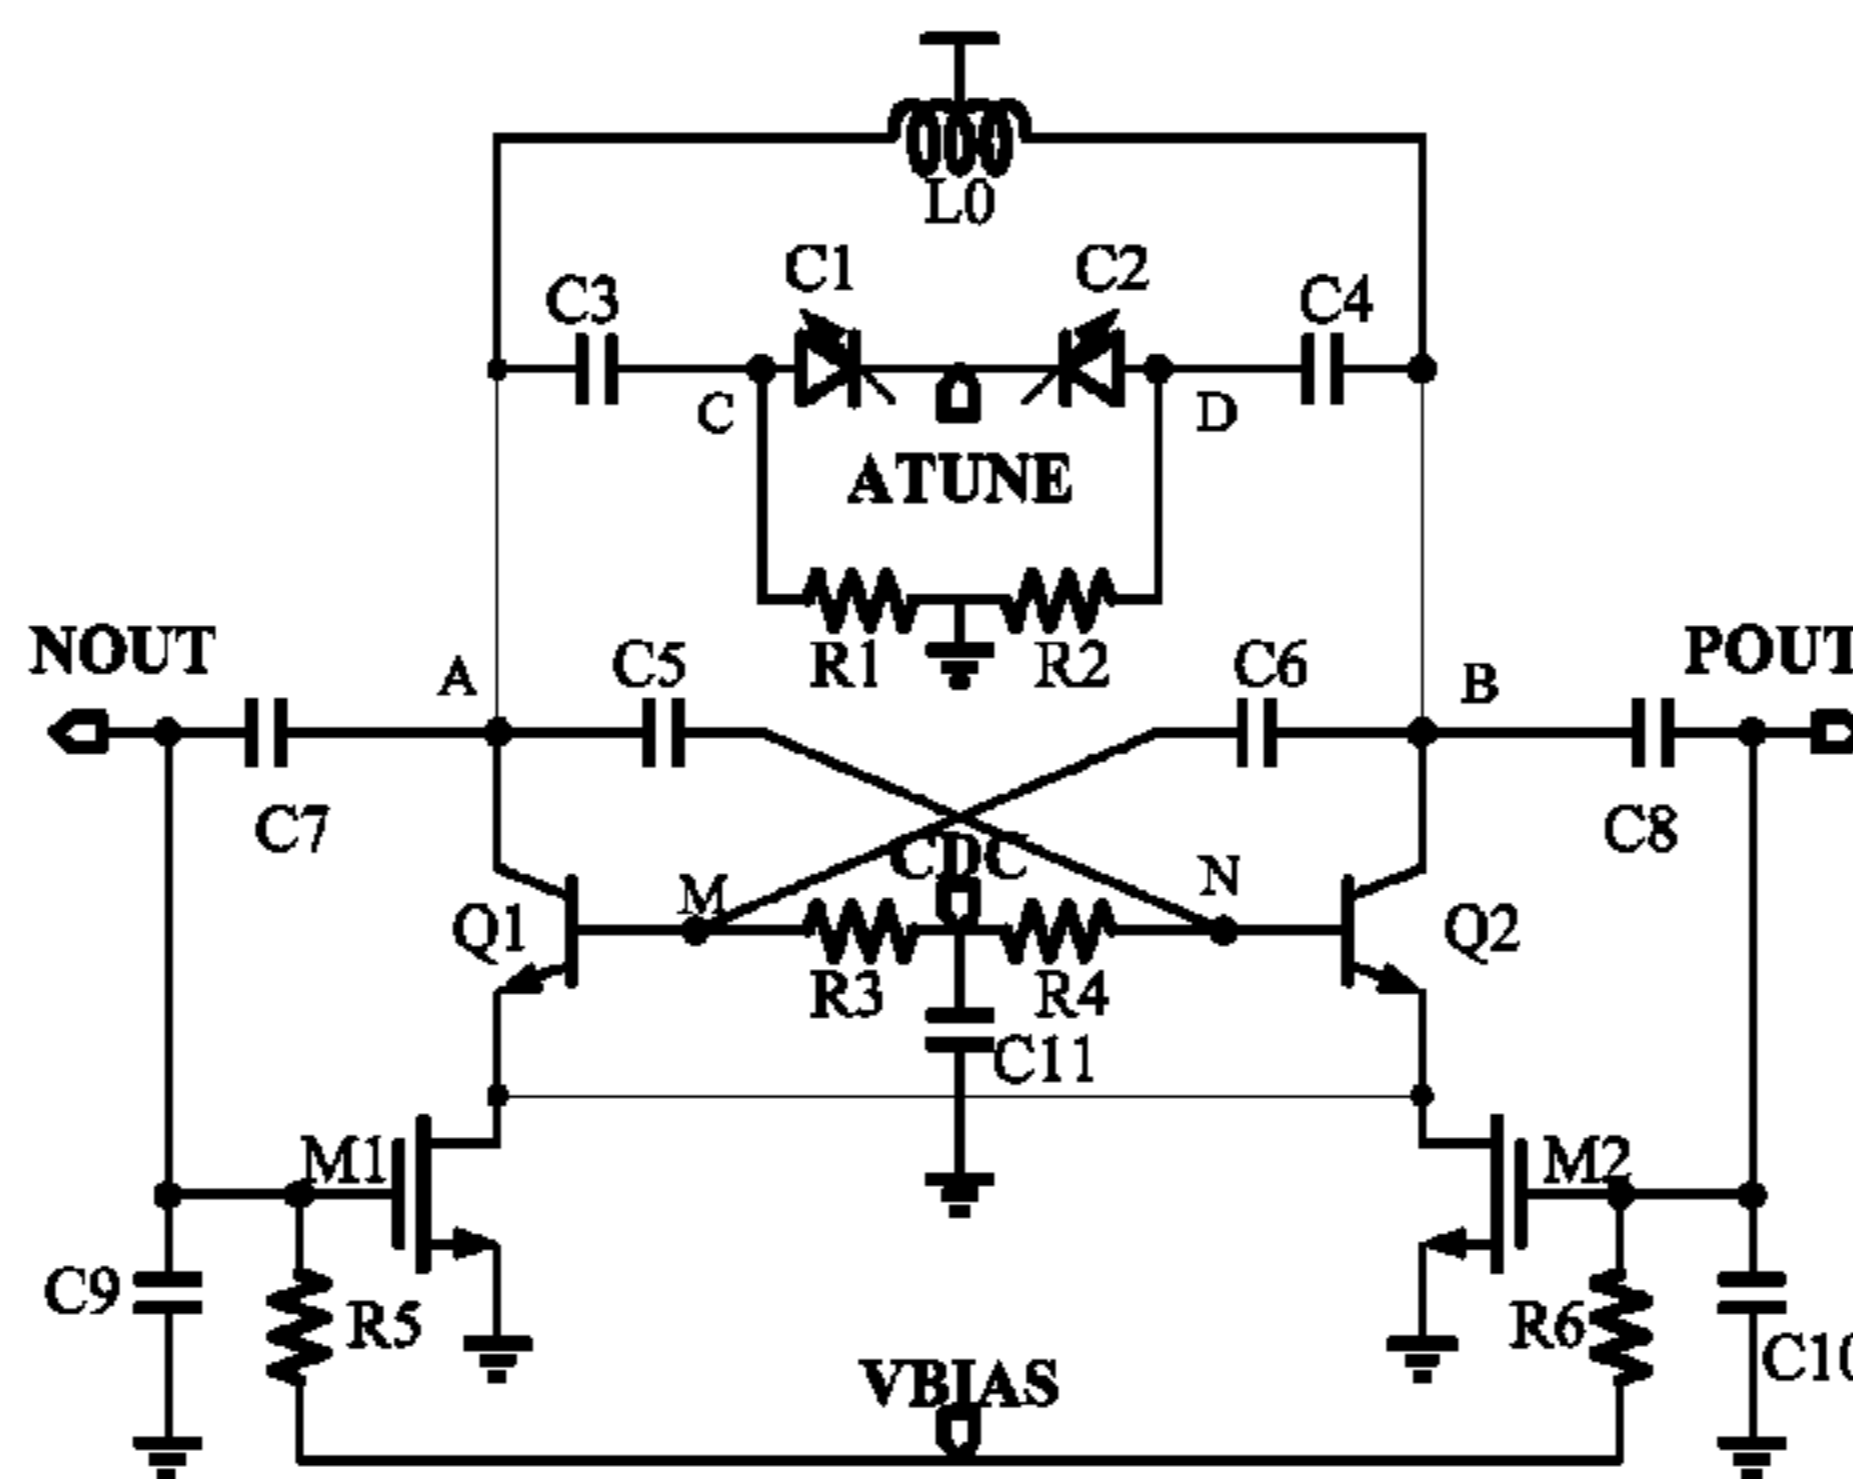 L0
C1 C2
C3 C4
C D
ATUNE
NOUT A C5 R1 R2 C6 B POUT
C7 CDC C8
M N
Q1 Q2
R3 R4
C11
M1 M2
C9 R5 R6
VBIAS C10